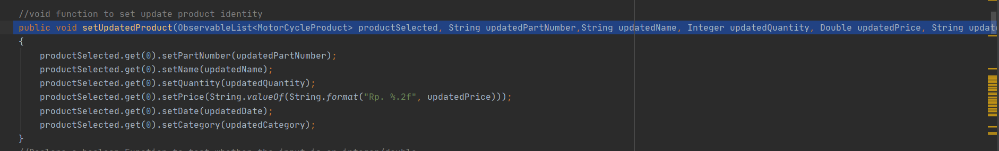 //void function to set update product identity
public void setUpdatedProduct(ObservableList<MotorCycleProduct> productSelected, String updatedPartNumber,String updatedName, Integer updatedQuantity, Double updatedPrice, String
{
productSelected.get(0).setPartNumber(updatedPartNumber);
productSelected.get(0).setName(updatedName);
productSelected.get(0).setQuantity(updatedQuantity);
productSelected.get(0).setPrice(String.valueOf(String.format("Rp. %.2f", updatedPrice)));
productSelected.get(0).setDate(updatedDate);
productSelected.get(0).setCategory(updatedCategory);
}
//Declare a boolean Function to test whether the input is an integer/double